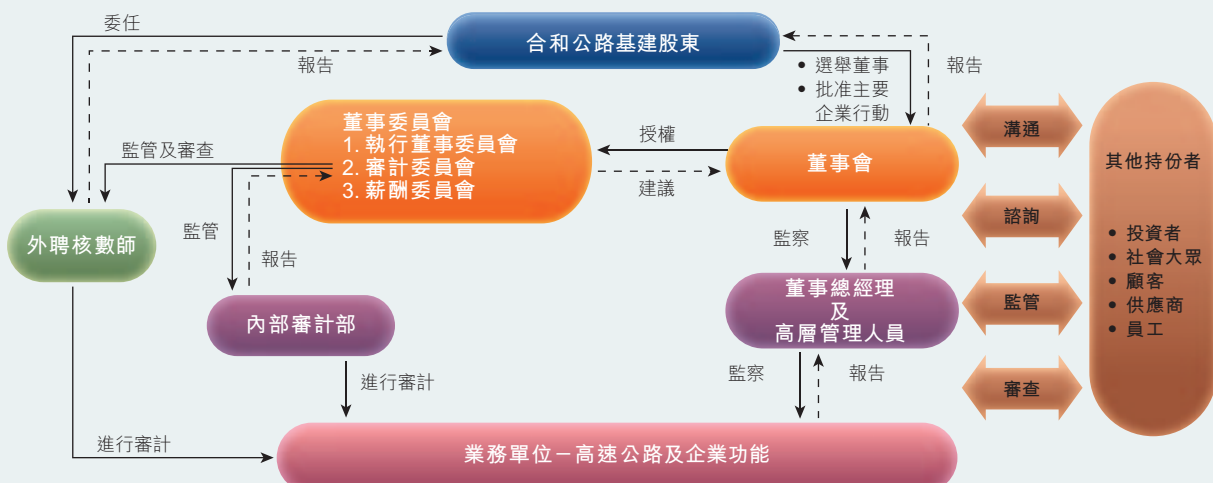 委任
合和公路基建股東
報告
• 選舉董事
• 批准主要
企業行動
報告
董事委員會
1. 執行董事委員會
2. 審計委員會
3. 薪酬委員會
授權
建議
董事會
溝通
其他持份者
監管及審查
諮詢
• 投資者
• 社會大眾
• 顧客
• 供應商
• 員工
外聘核數師
監管
報告
監察
報告
內部審計部
董事總經理
及
高層管理人員
監管
進行審計
監察
報告
審查
進行審計
業務單位－高速公路及企業功能